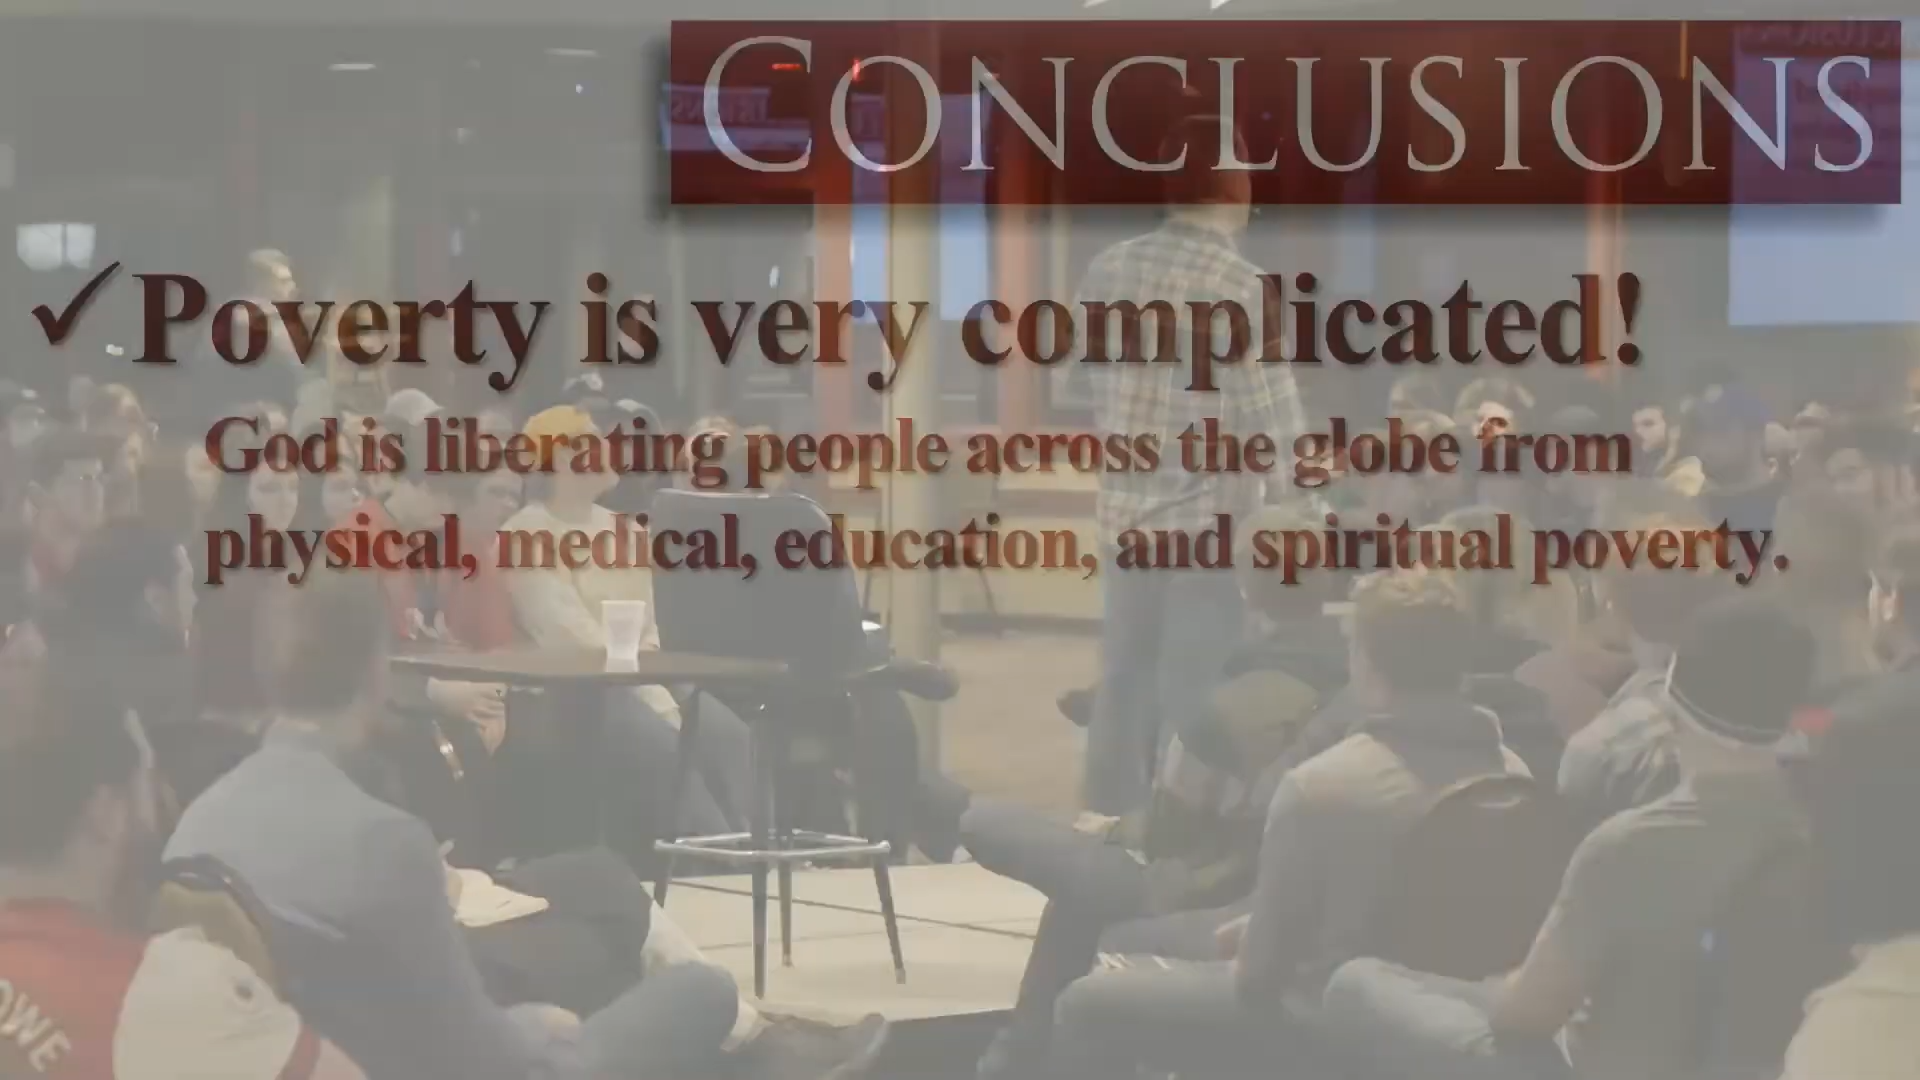 CONCLUSIONS
✓Poverty is very complicated!
God is liberating people across the globe from
physical, medical, education, and spiritual poverty.
OWE